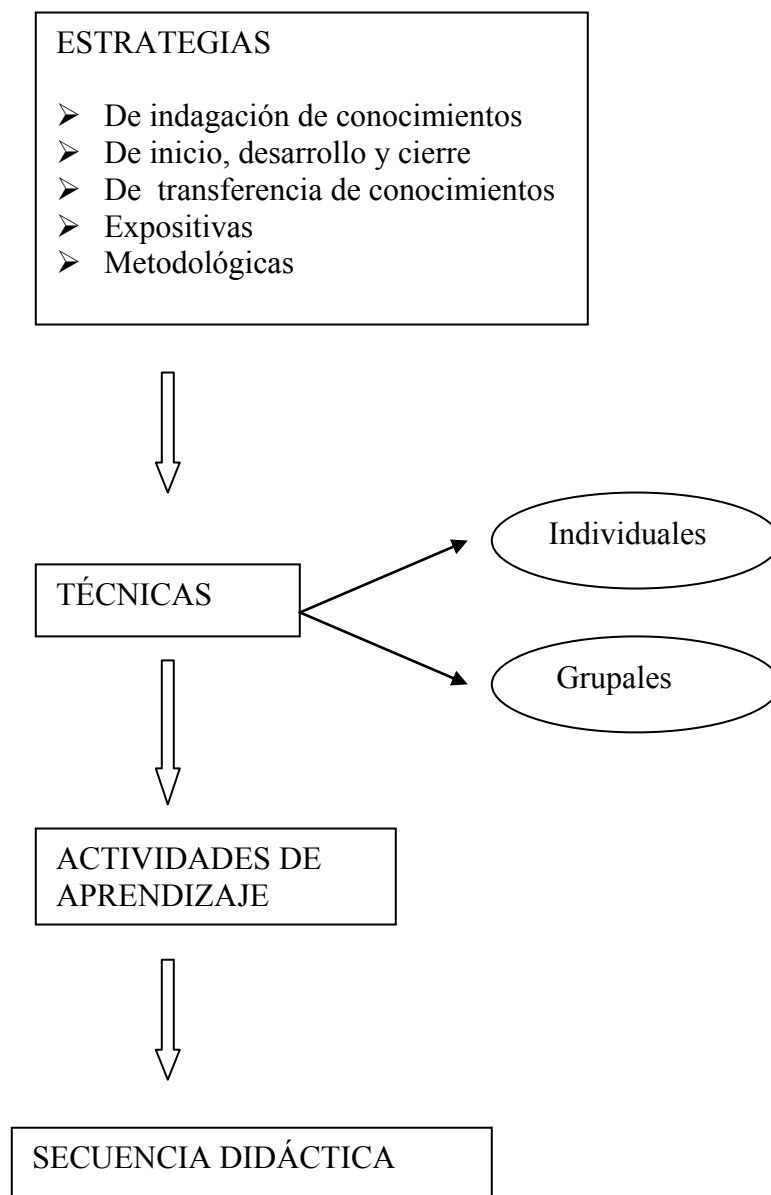 ESTRATEGIAS
➢ De indagación de conocimientos
➢ De inicio, desarrollo y cierre
➢ De transferencia de conocimientos
➢ Expositivas
➢ Metodológicas
Individuales
TÉCNICAS
Grupales
ACTIVIDADES DE
APRENDIZAJE
SECUENCIA DIDÁCTICA